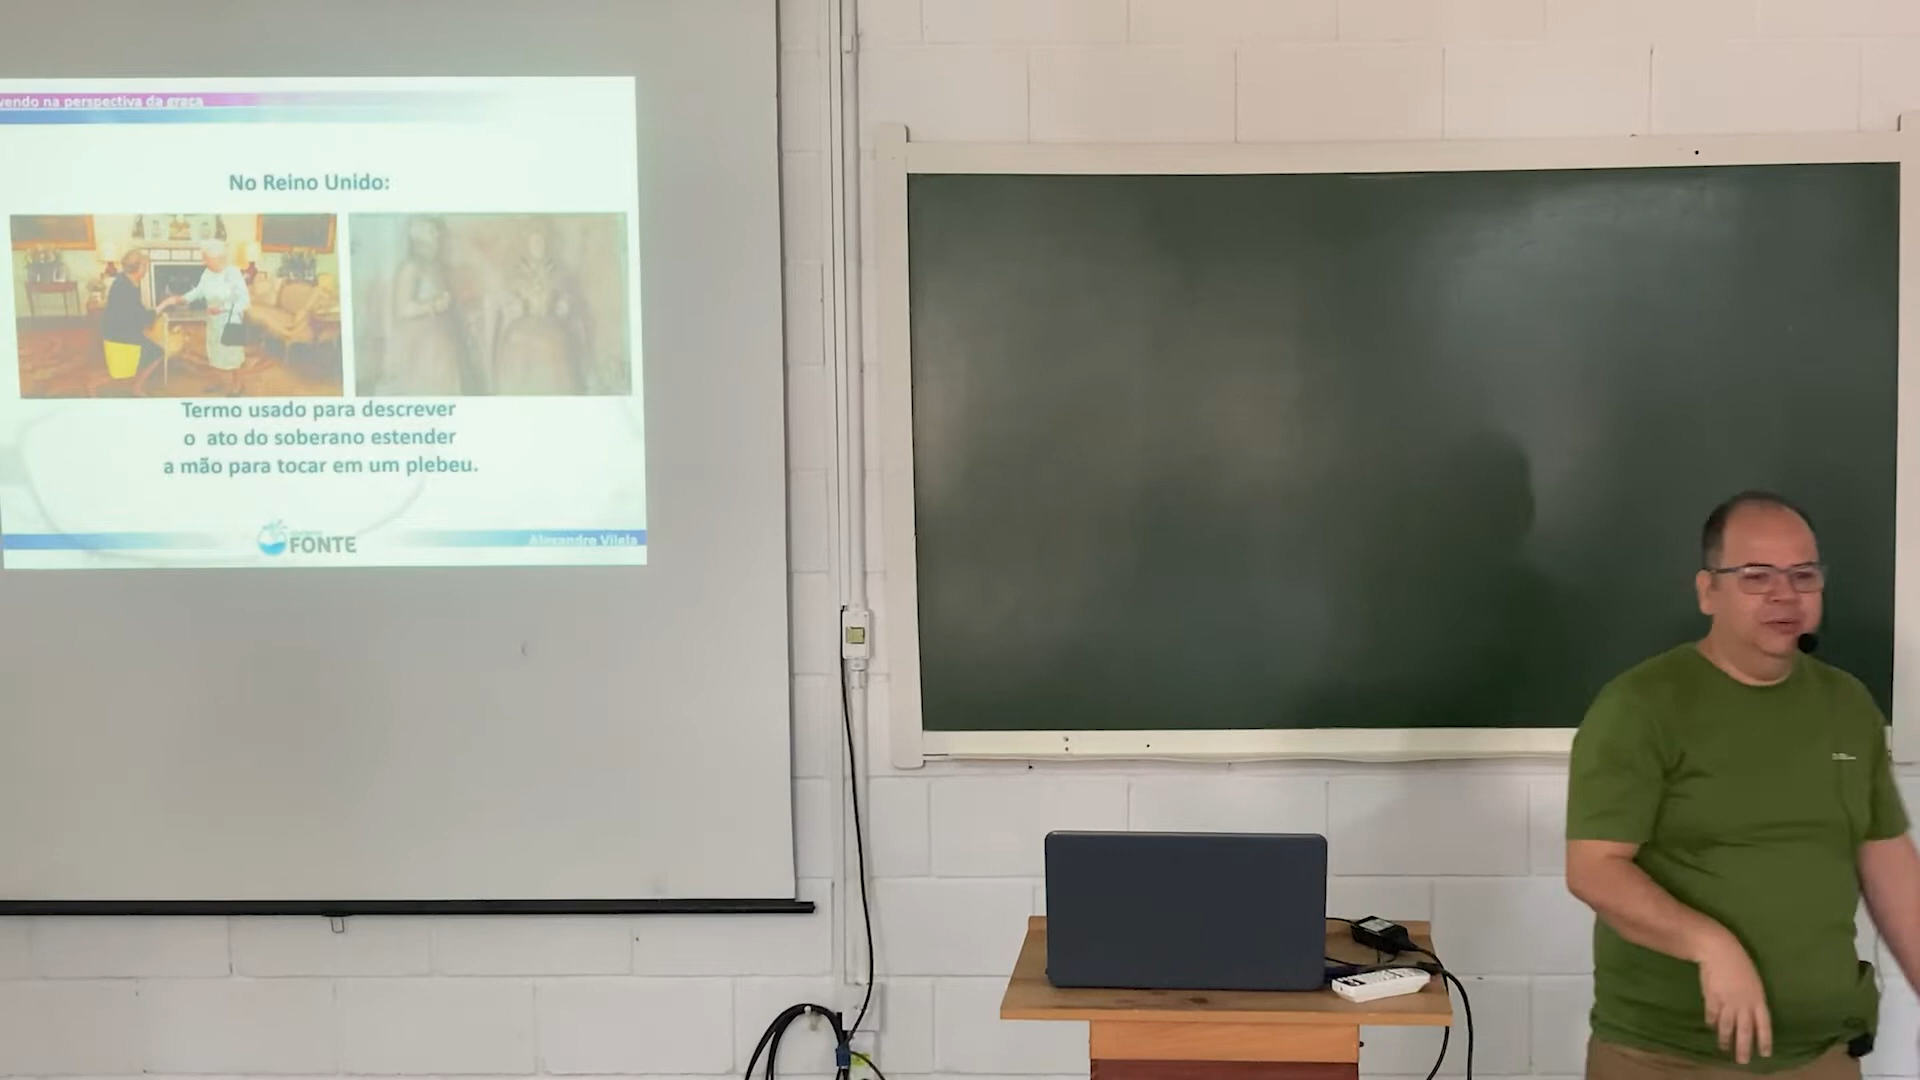 vendo na perspectiva da graça
No Reino Unido:
Termo usado para descrever
o ato do soberano estender
a mão para tocar em um plebeu.
FONTE
Alexandre Vilela